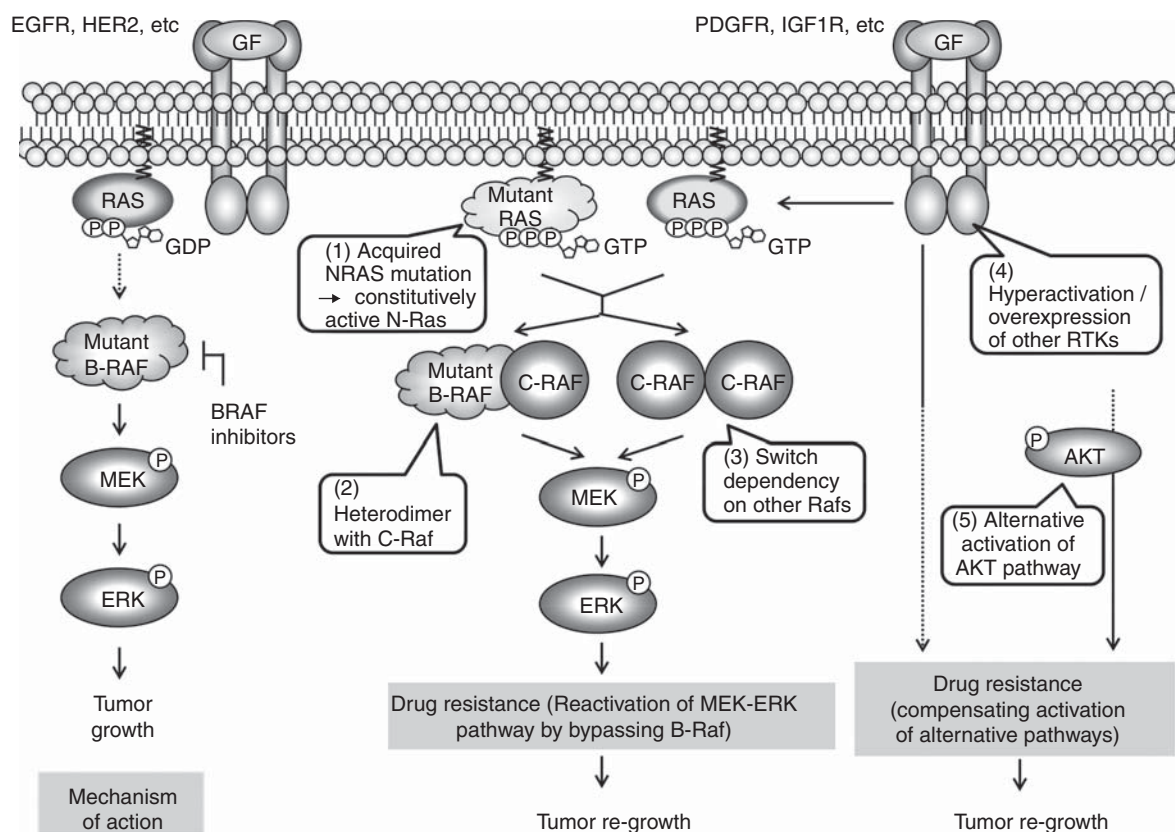 EGFR, HER2, etc
GF
PDGFR, IGF1R, etc
GF
RAS
P P
GDP
Mutant
RAS
P P P
GTP
RAS
P P P
GTP
(1) Acquired
NRAS mutation
→ constitutively
active N-Ras
(4)
Hyperactivation /
overexpression
of other RTKs
Mutant
B-RAF
BRAF
inhibitors
Mutant
B-RAF
C-RAF
C-RAF
C-RAF
MEK
P
(2)
Heterodimer
with C-Raf
MEK
P
(3) Switch
dependency
on other Rafs
P
AKT
(5) Alternative
activation of
AKT pathway
ERK
P
ERK
P
Tumor
growth
Drug resistance (Reactivation of MEK-ERK
pathway by bypassing B-Raf)
Drug resistance
(compensating activation
of alternative pathways)
Mechanism
of action
Tumor re-growth
Tumor re-growth